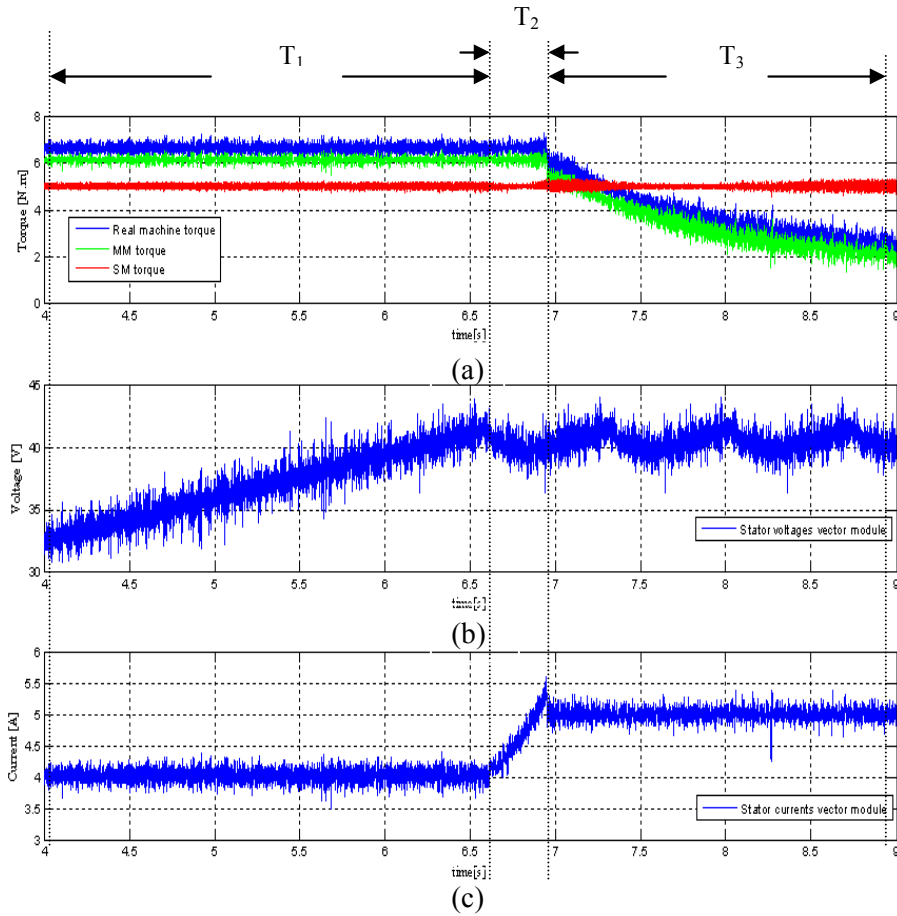 T2
T1
T3
8
6
4
2
0
Torque [N.m]
Real machine torque
MM torque
SM torque
4 4.5 5 5.5 6 6.5 7 7.5 8 8.5 9
time[s]
(a)
45
40
35
30
Voltage [V]
Stator voltages vector module
4 4.5 5 5.5 6 6.5 7 7.5 8 8.5 9
time[s]
(b)
6
5.5
5
4.5
4
3.5
3
Current [A]
Stator currents vector module
4 4.5 5 5.5 6 6.5 7 7.5 8 8.5 9
time[s]
(c)